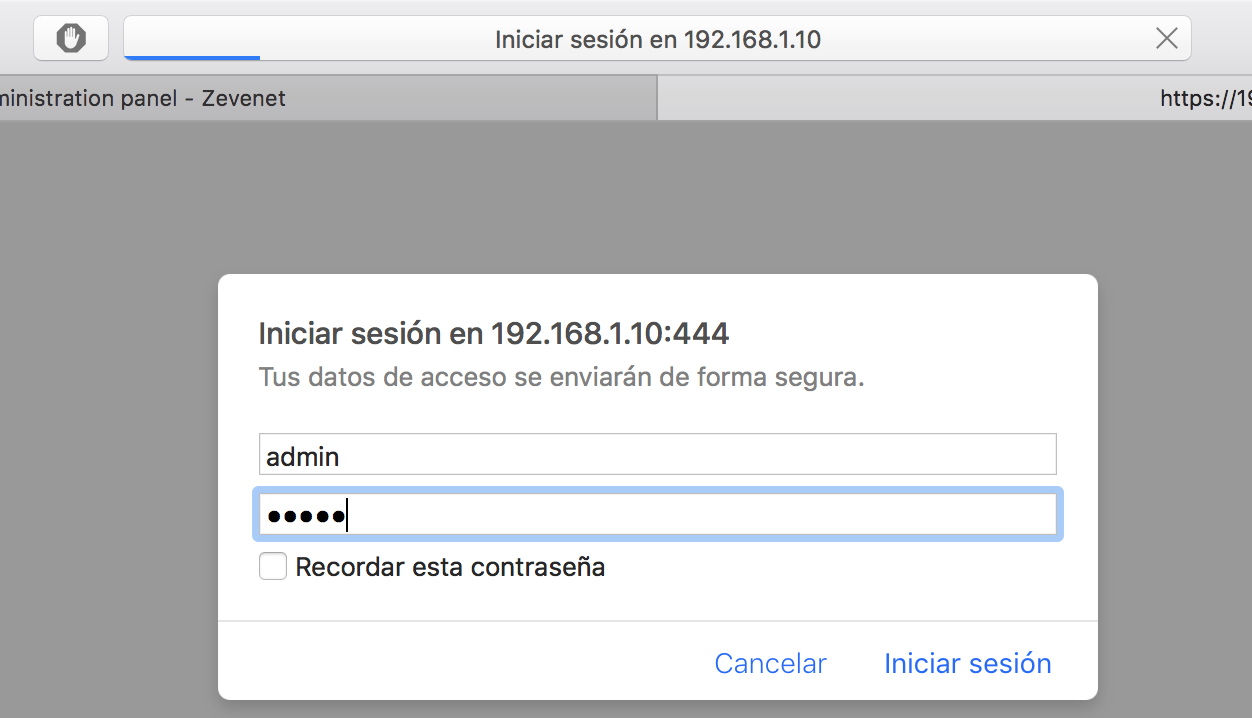 Iniciar sesión en 192.168.1.10
ministration panel - Zevenet
https://19
Iniciar sesión en 192.168.1.10:444
Tus datos de acceso se enviarán de forma segura.
admin
•••••
Recordar esta contraseña
Cancelar
Iniciar sesión